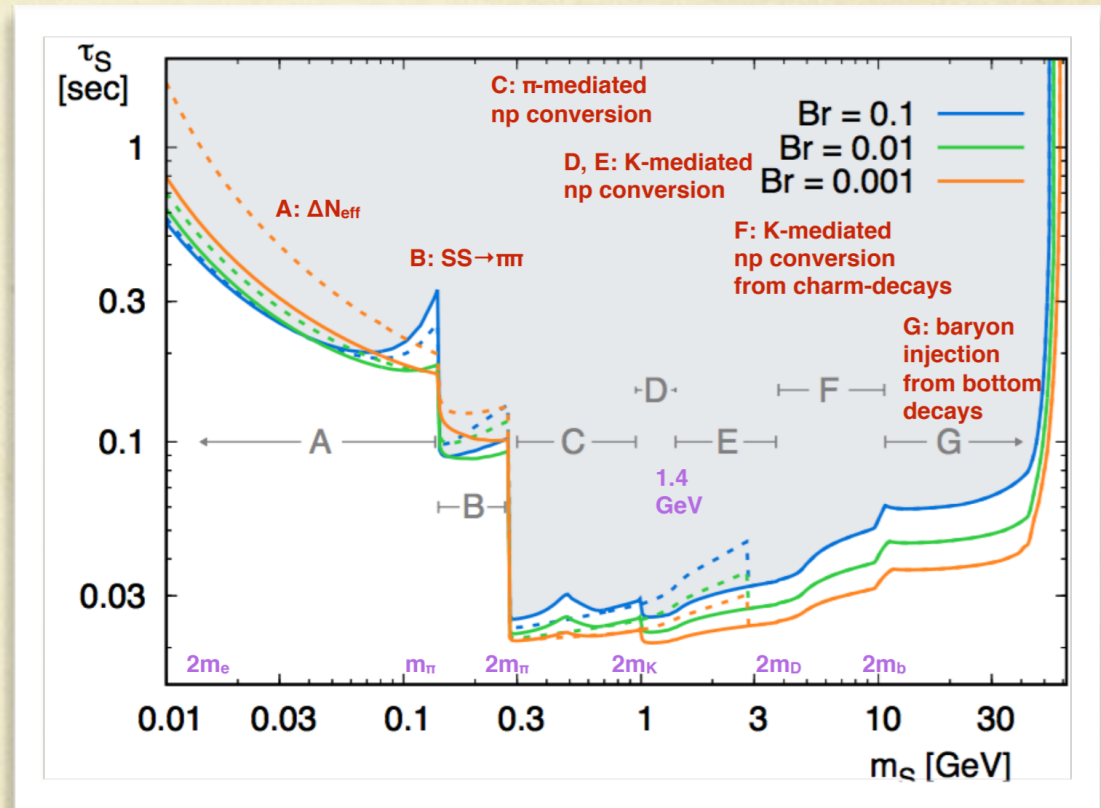 τS
[sec]
C: π-mediated
np conversion
Br = 0.1
Br = 0.01
Br = 0.001
1
D, E: K-mediated
np conversion
A: ΔNeff
B: SS→ππ
F: K-mediated
np conversion
from charm-decays
0.3
G: baryon
injection
from bottom
decays
D
F
0.1
A
C
E
G
1.4
GeV
B
0.03
2me
mπ
2mπ
2mK
2mD
2mb
0.01
0.03
0.1
0.3
1
3
10
30
mS [GeV]